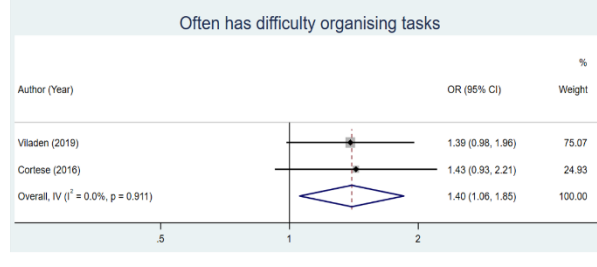 Often has difficulty organising tasks
%
Author (Year) OR (95% CI) Weight
Viladen (2019) 1.39 (0.98, 1.96) 75.07
Cortese (2016) 1.43 (0.93, 2.21) 24.93
Overall, IV (I² = 0.0%, p = 0.911) 1.40 (1.06, 1.85) 100.00
.5 1 2